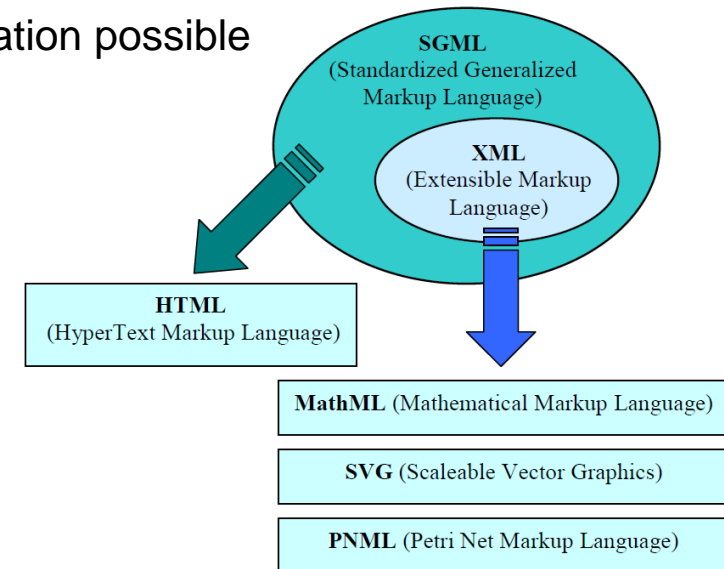 ation possible
SGML
(Standardized Generalized
Markup Language)
XML
(Extensible Markup
Language)
HTML
(HyperText Markup Language)
MathML (Mathematical Markup Language)
SVG (Scaleable Vector Graphics)
PNML (Petri Net Markup Language)